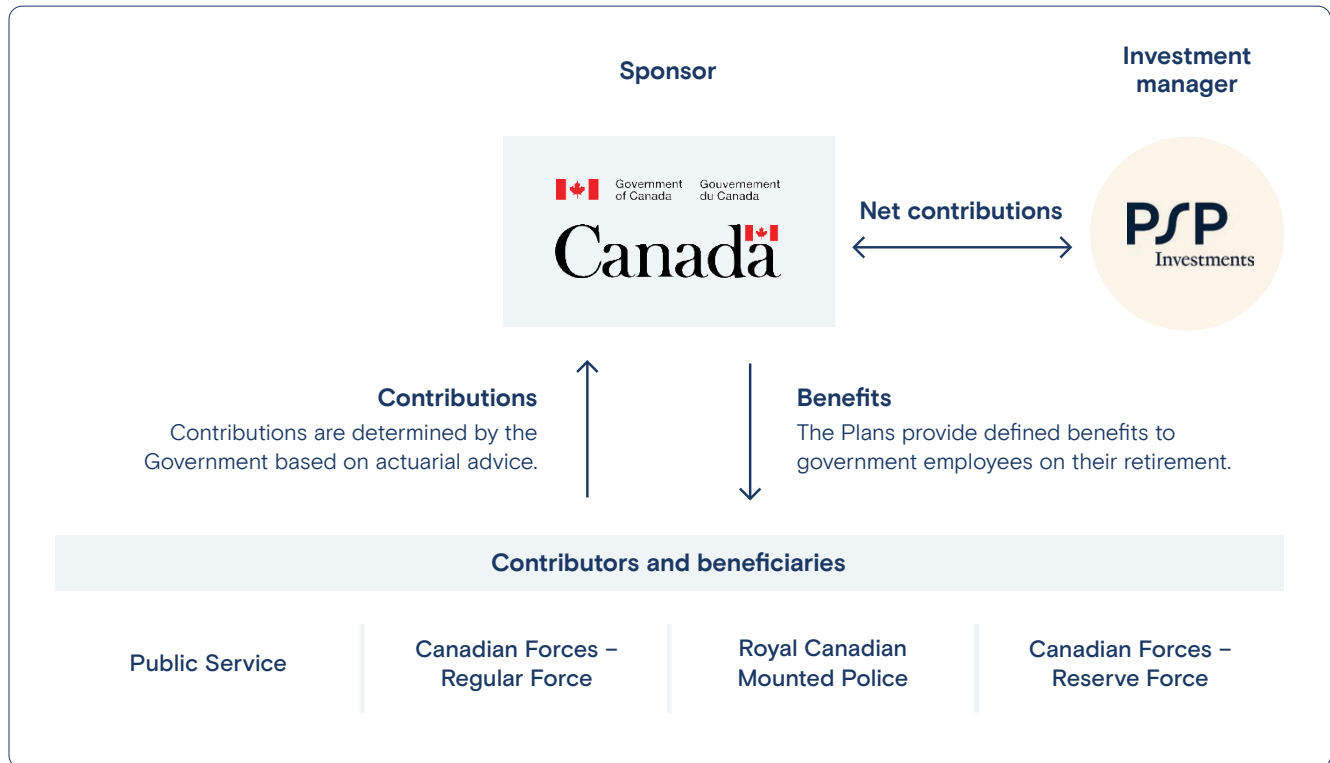 Sponsor
Investment
manager
Government
of Canada
Gouvernement
du Canada
Canada
Net contributions
PSP
Investments
Contributions
Contributions are determined by the
Government based on actuarial advice.
Benefits
The Plans provide defined benefits to
government employees on their retirement.
Contributors and beneficiaries
Public Service
Canadian Forces –
Regular Force
Royal Canadian
Mounted Police
Canadian Forces –
Reserve Force